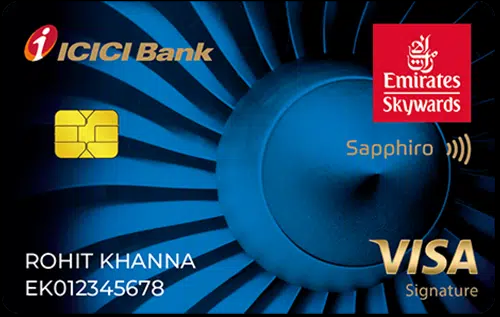 i ICICI Bank
Emirates
Skywards
Sapphiro
ROHIT KHANNA
EK012345678
VISA
Signature